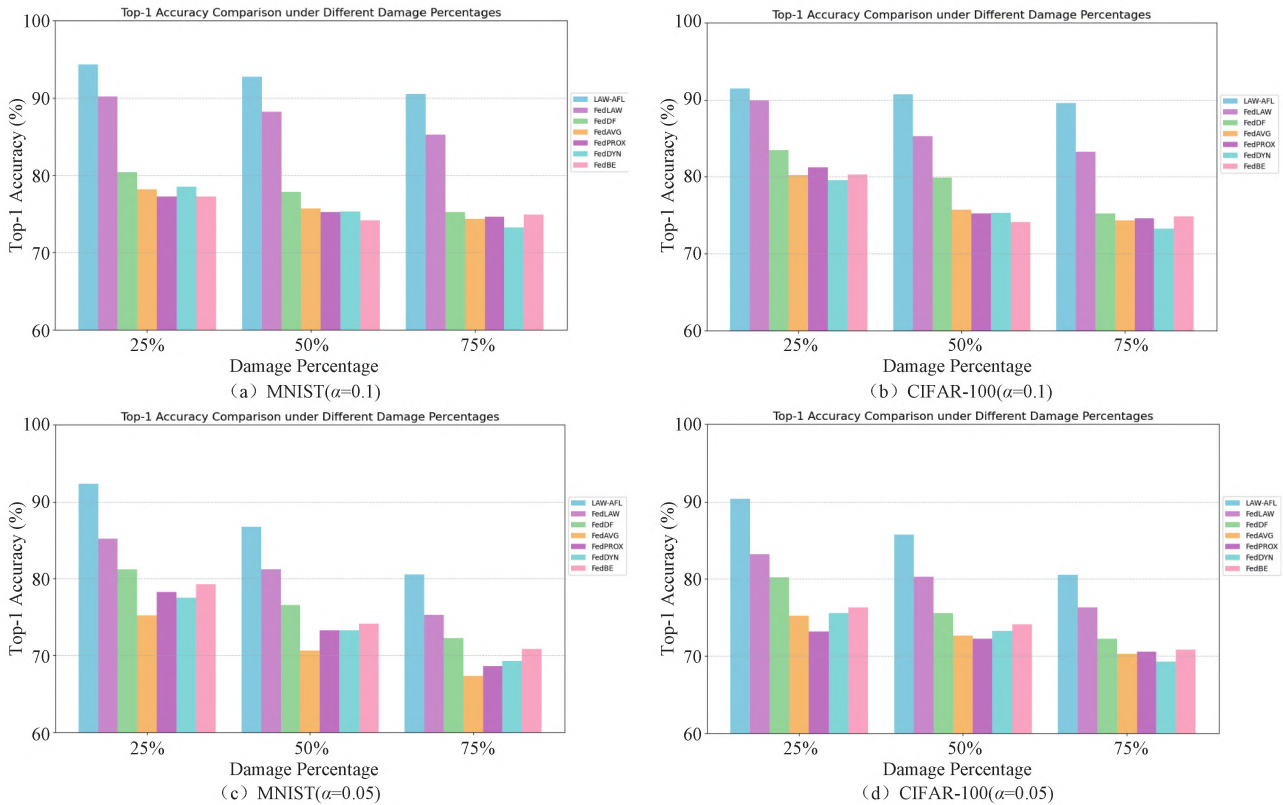 Top-1 Accuracy Comparison under Different Damage Percentages
Top-1 Accuracy (%)
100
90
80
70
60
25%
50%
75%
Damage Percentage
LAW-AFL
FedLAW
FedDF
FedAVG
FedPROX
FedDYN
FedBE
（a）MNIST(α=0.1)
Top-1 Accuracy Comparison under Different Damage Percentages
Top-1 Accuracy (%)
100
90
80
70
60
25%
50%
75%
Damage Percentage
LAW-AFL
FedLAW
FedDF
FedAVG
FedPROX
FedDYN
FedBE
（b）CIFAR-100(α=0.1)
Top-1 Accuracy Comparison under Different Damage Percentages
Top-1 Accuracy (%)
100
90
80
70
60
25%
50%
75%
Damage Percentage
LAW-AFL
FedLAW
FedDF
FedAVG
FedPROX
FedDYN
FedBE
（c）MNIST(α=0.05)
Top-1 Accuracy Comparison under Different Damage Percentages
Top-1 Accuracy (%)
100
90
80
70
60
25%
50%
75%
Damage Percentage
LAW-AFL
FedLAW
FedDF
FedAVG
FedPROX
FedDYN
FedBE
（d）CIFAR-100(α=0.05)